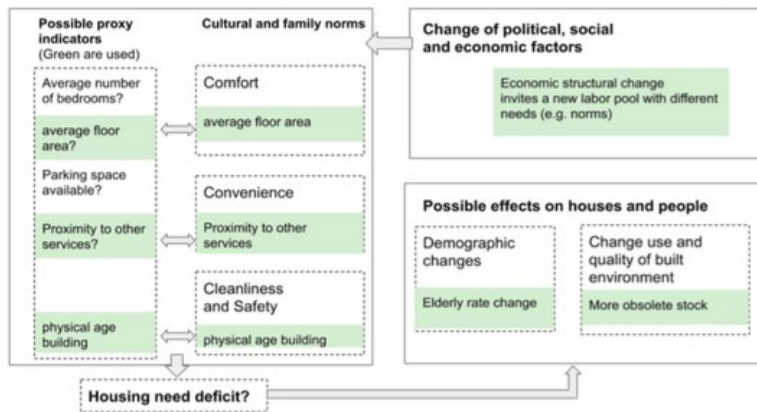 Possible proxy
indicators
(Green are used)
Average number
of bedrooms?
average floor
area?
Parking space
available?
Proximity to other
services?
physical age
building
Cultural and family norms
Comfort
average floor area
Convenience
Proximity to other
services
Cleanliness
and Safety
physical age building
Change of political, social
and economic factors
Economic structural change
invites a new labor pool with different
needs (e.g. norms)
Possible effects on houses and people
Demographic
changes
Elderly rate change
Change use and
quality of built
environment
More obsolete stock
Housing need deficit?